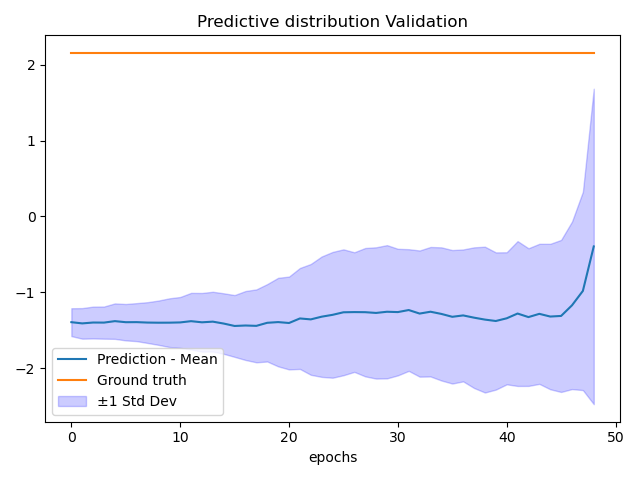 Predictive distribution Validation
2
1
0
−1
−2
Prediction - Mean
Ground truth
±1 Std Dev
0
10
20
30
40
50
epochs